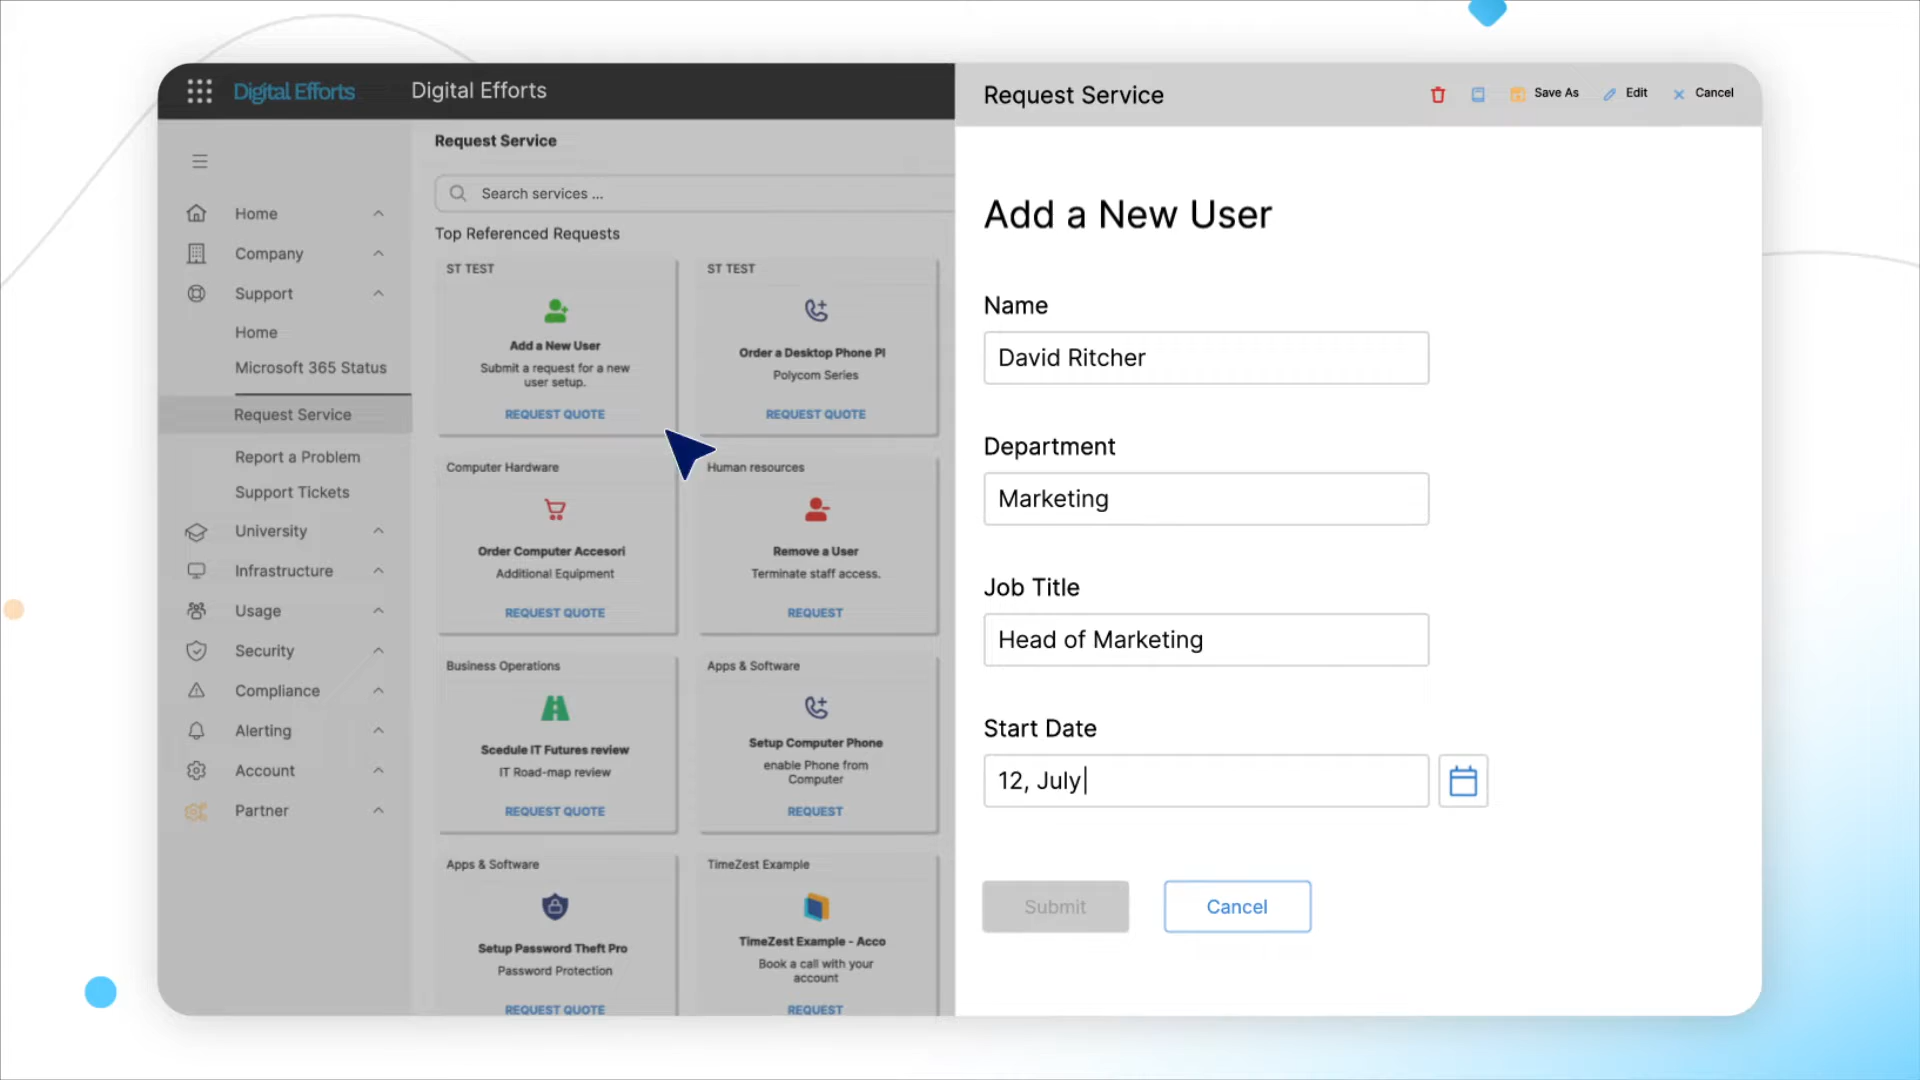 Digital Efforts
Digital Efforts
Home
Company
Support
Home
Microsoft 365 Status
Request Service
Report a Problem
Support Tickets
University
Infrastructure
Usage
Security
Compliance
Alerting
Account
Partner
Request Service
Search services ...
Top Referenced Requests
ST TEST
Add a New User
Submit a request for a new
user setup.
REQUEST QUOTE
ST TEST
Order a Desktop Phone Pl
Polycom Series
REQUEST QUOTE
Computer Hardware
Order Computer Accesori
Additional Equipment
REQUEST QUOTE
Human resources
Remove a User
Terminate staff access.
REQUEST
Business Operations
Scedule IT Futures review
IT Road-map review
REQUEST QUOTE
Apps & Software
Setup Computer Phone
enable Phone from
Computer
REQUEST
Apps & Software
Setup Password Theft Pro
Password Protection
REQUEST QUOTE
TimeZest Example
TimeZest Example - Acco
Book a call with your
account
REQUEST
Request Service
Save As
Edit
Cancel
Add a New User
Name
David Ritcher
Department
Marketing
Job Title
Head of Marketing
Start Date
12, July
Submit
Cancel